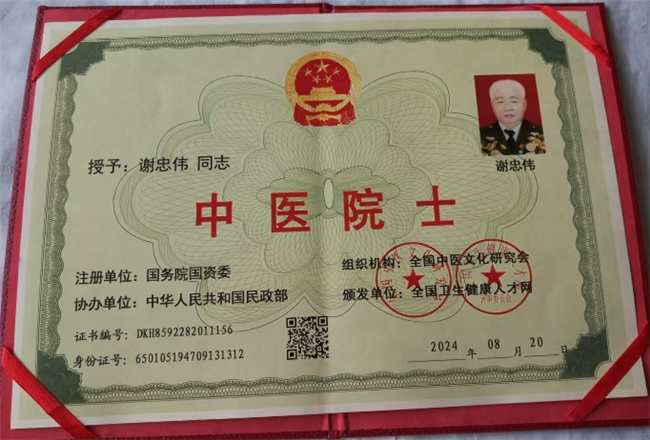 谢忠伟
授予：谢忠伟 同志
中医院士
注册单位：国务院国资委
协办单位：中华人民共和国民政部
组织机构：全国中医文化研究会
颁发单位：全国卫生健康人才网
证书编号：DKH8592282011156
身份证号：650105194709131312
2024 年 08 月 20 日